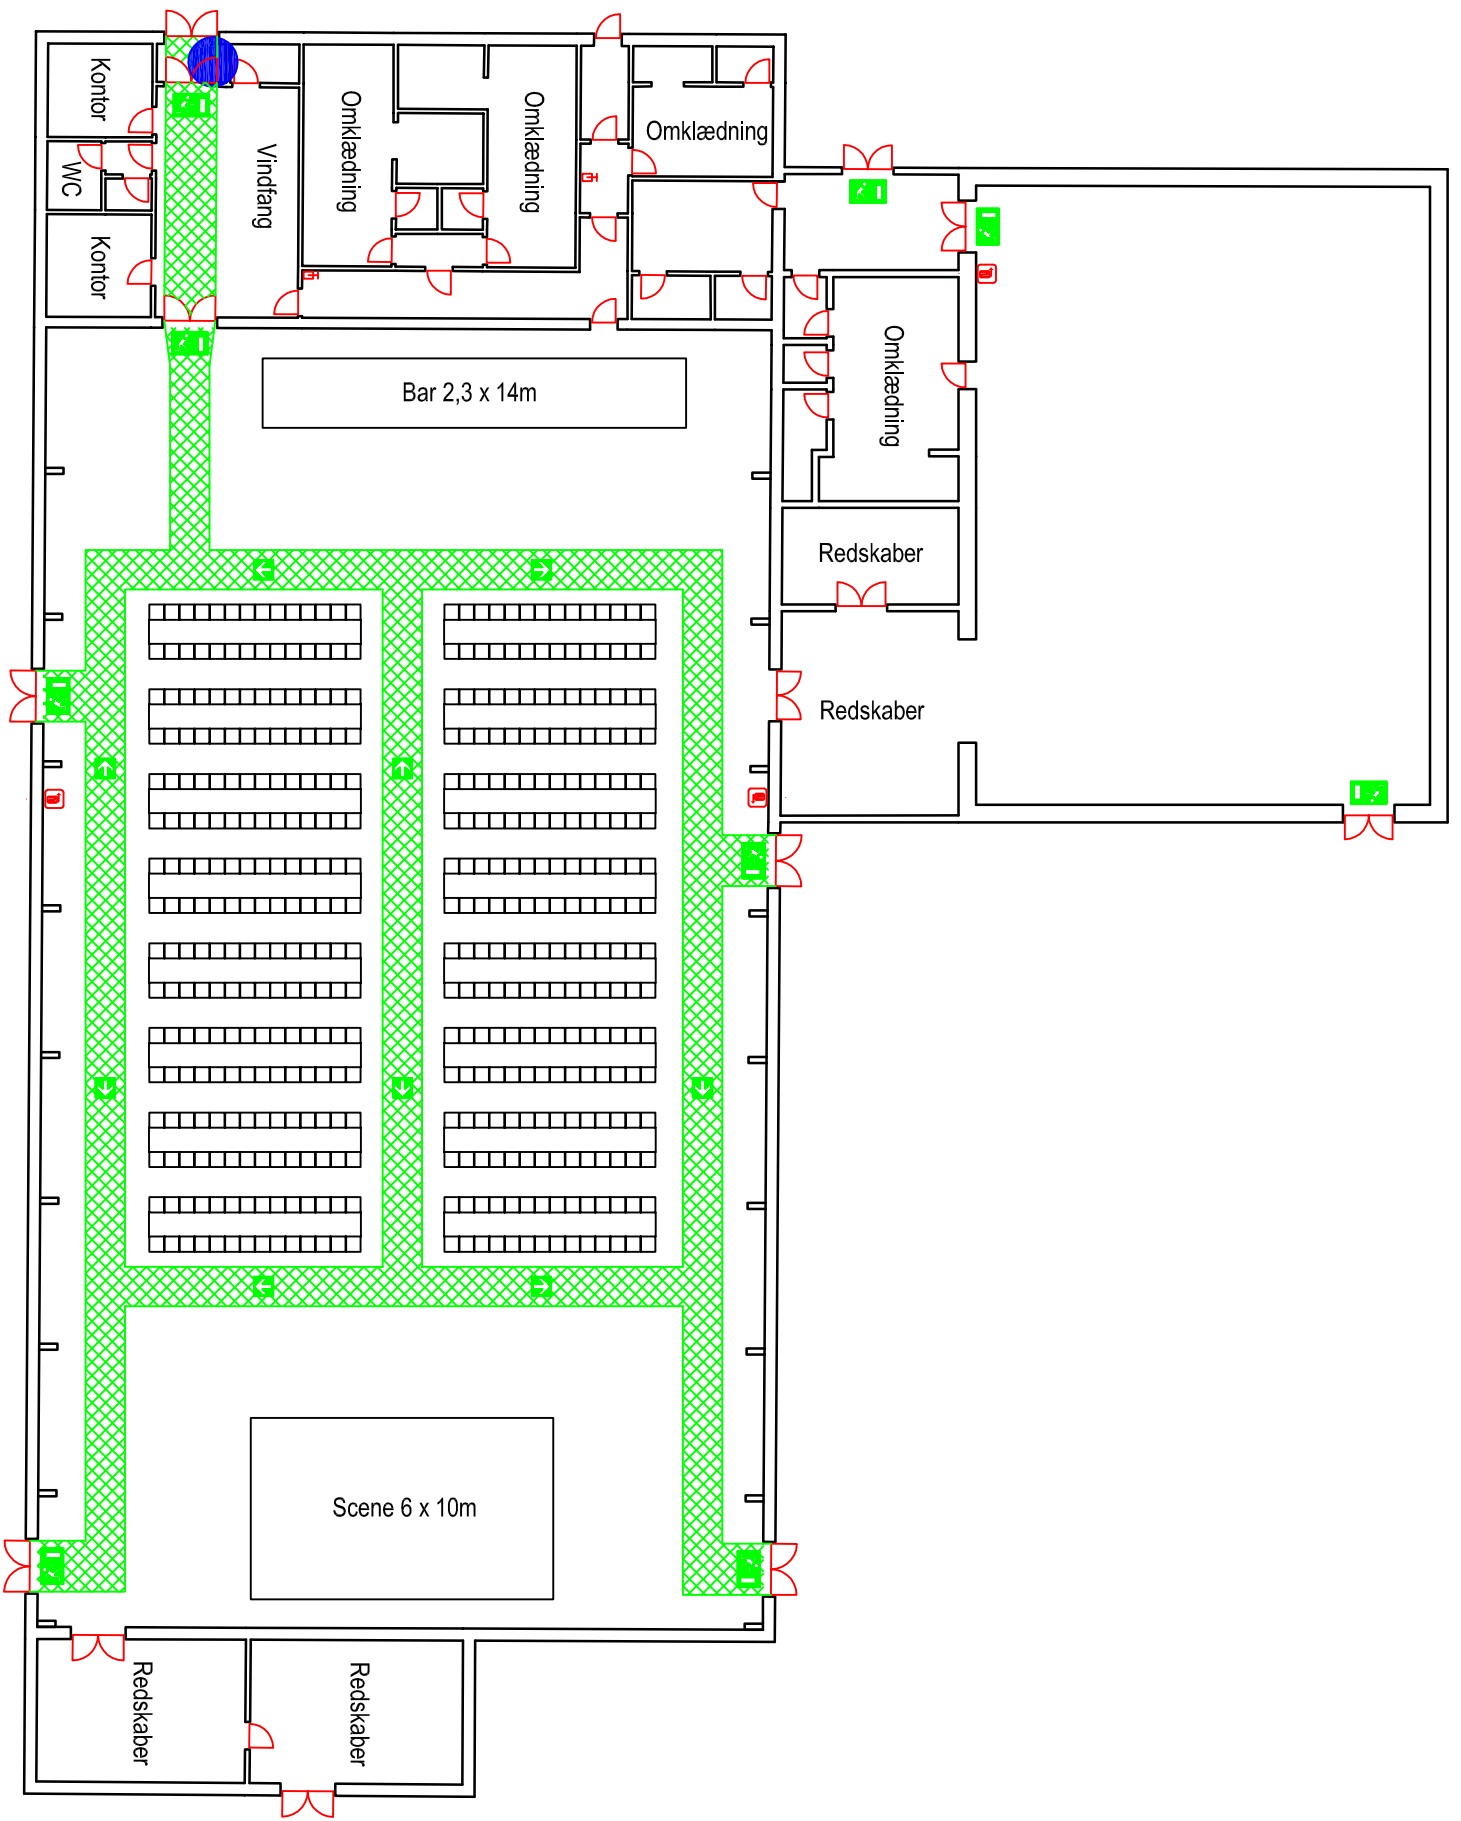 Kontor
WC
Kontor
Vindfang
Omklædning
Omklædning
Omklædning
Omklædning
Bar 2,3 x 14m
Redskaber
Redskaber
Scene 6 x 10m
Redskaber
Redskaber